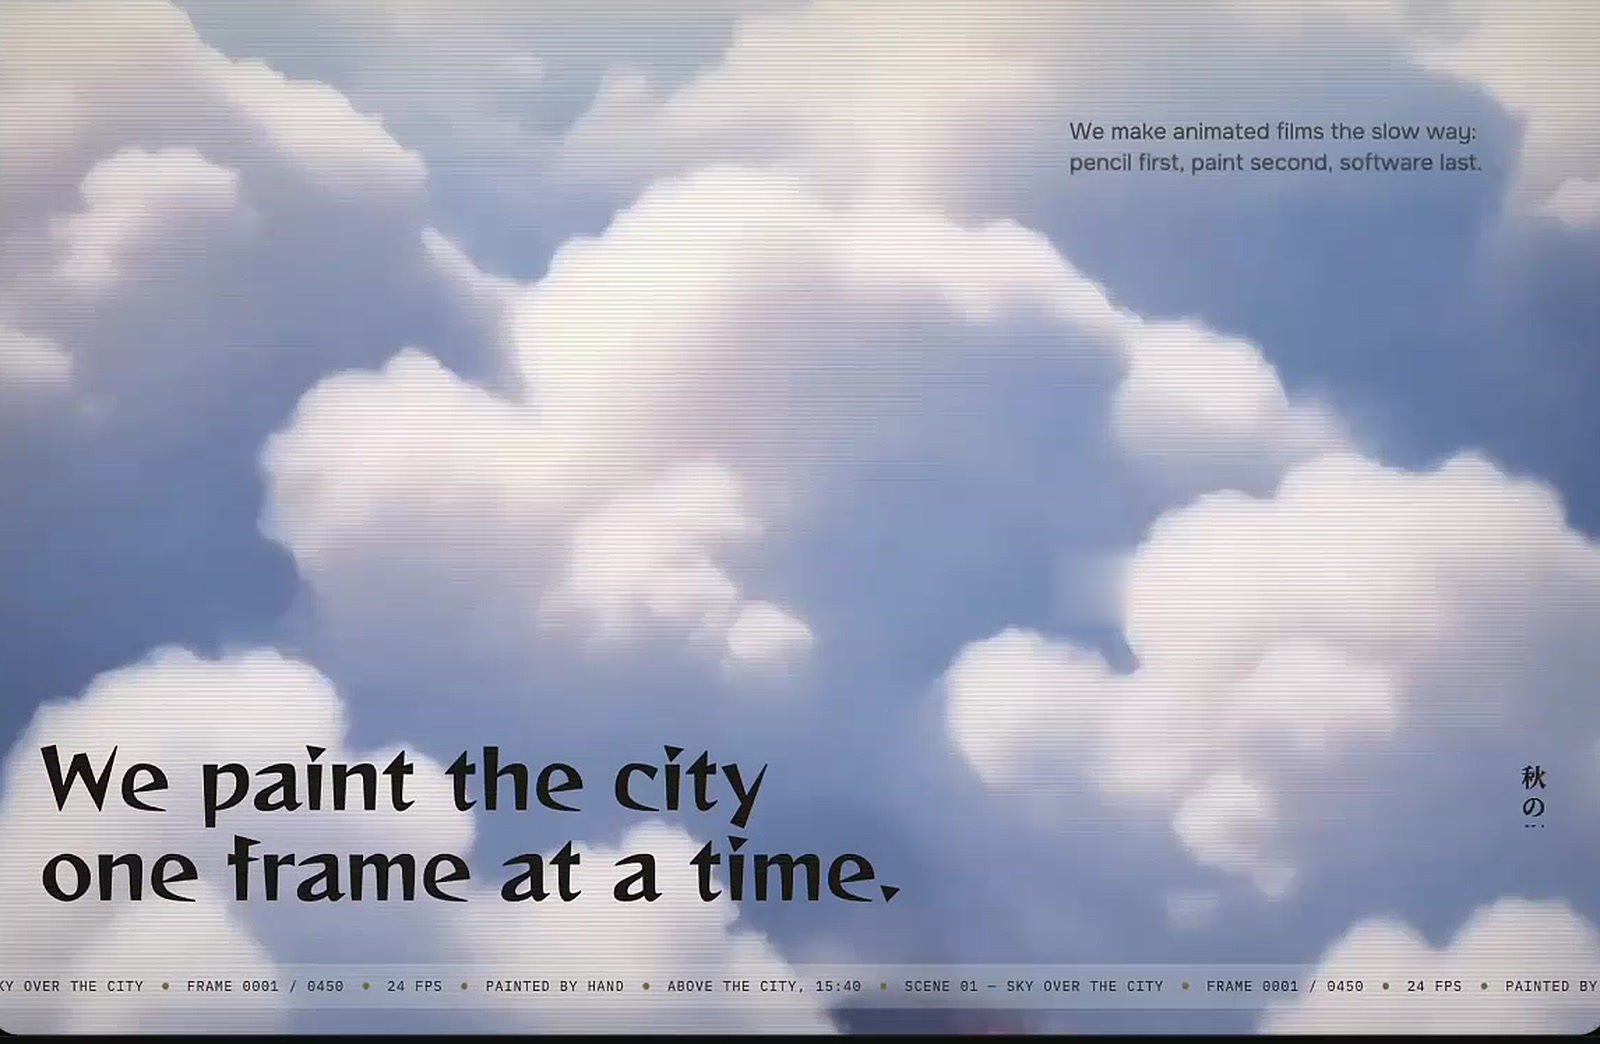 We make animated films the slow way:
pencil first, paint second, software last.
We paint the city
one frame at a time.
秋の
OVER THE CITY • FRAME 0001 / 0450 • 24 FPS • PAINTED BY HAND • ABOVE THE CITY, 15:40 • SCENE 01 — SKY OVER THE CITY • FRAME 0001 / 0450 • 24 FPS • PAINTED BY